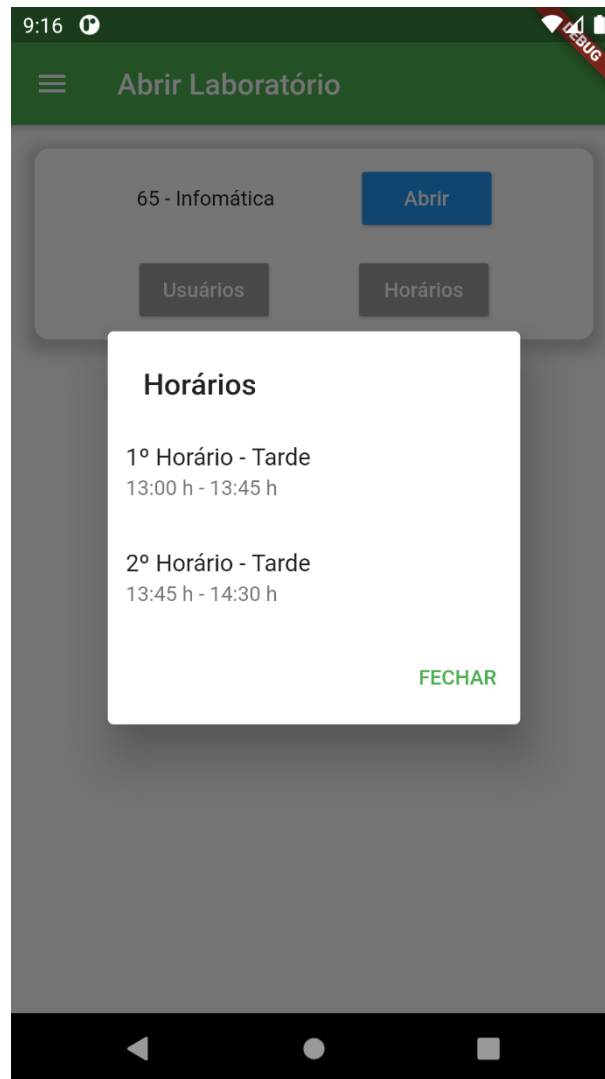 9:16
DEBUG
Abrir Laboratório
65 - Infomática
Abrir
Usuários
Horários
Horários
1º Horário - Tarde
13:00 h - 13:45 h
2º Horário - Tarde
13:45 h - 14:30 h
FECHAR